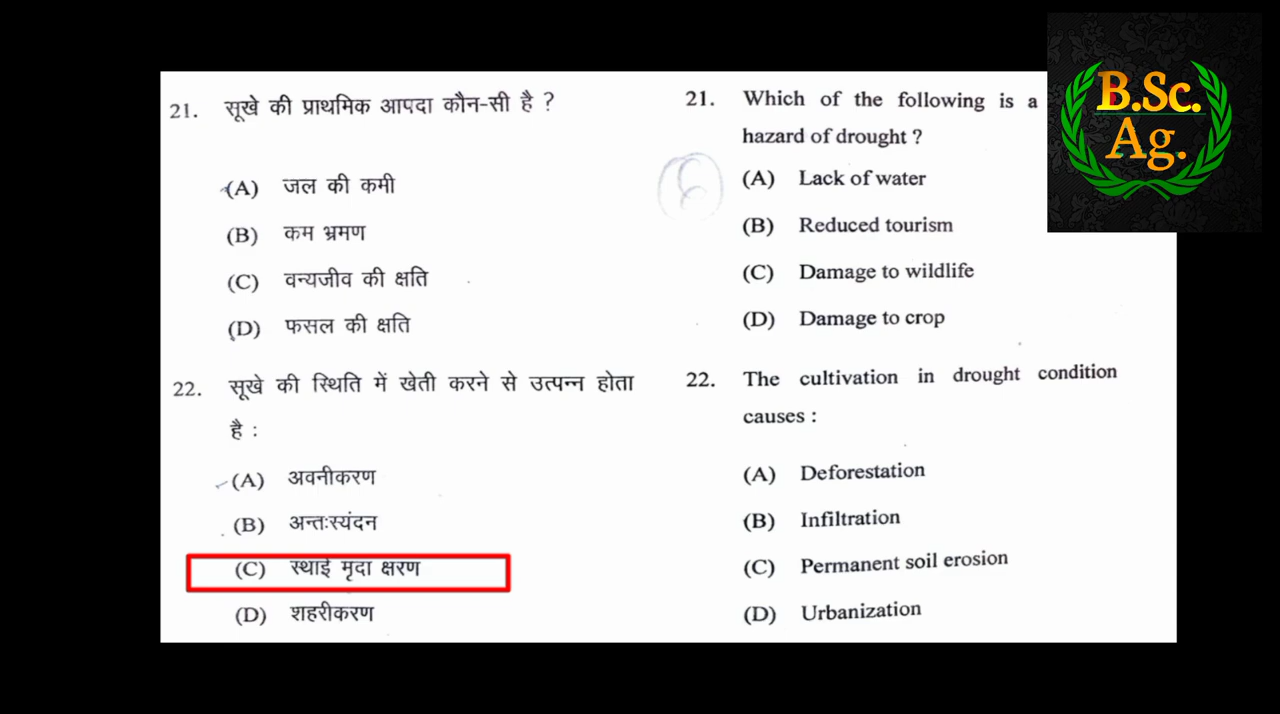 21. सूखे की प्राथमिक आपदा कौन-सी है ?
(A) जल की कमी
(B) कम भ्रमण
(C) वन्यजीव की क्षति
(D) फसल की क्षति
22. सूखे की स्थिति में खेती करने से उत्पन्न होता
है :
(A) अवनीकरण
(B) अन्तःस्यंदन
(C) स्थाई मृदा क्षरण
(D) शहरीकरण
21. Which of the following is a
hazard of drought ?
(A) Lack of water
(B) Reduced tourism
(C) Damage to wildlife
(D) Damage to crop
22. The cultivation in drought condition
causes :
(A) Deforestation
(B) Infiltration
(C) Permanent soil erosion
(D) Urbanization
B.Sc.
Ag.